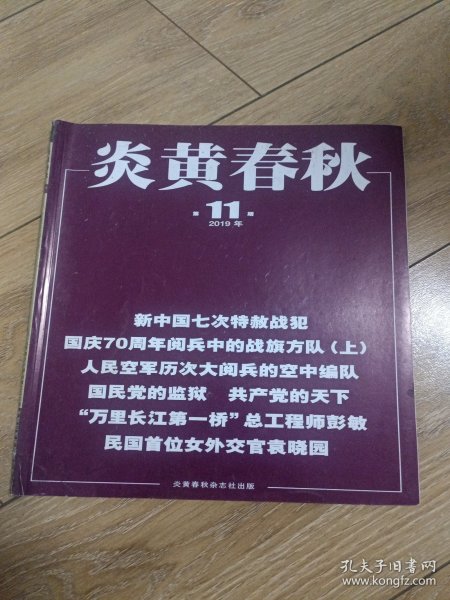 炎黄春秋
第11期
2019年
新中国七次特赦战犯
国庆70周年阅兵中的战旗方队（上）
人民空军历次大阅兵的空中编队
国民党的监狱 共产党的天下
“万里长江第一桥”总工程师彭敏
民国首位女外交官袁晓园
炎黄春秋杂志社出版
孔夫子旧书网
www.kongfz.com